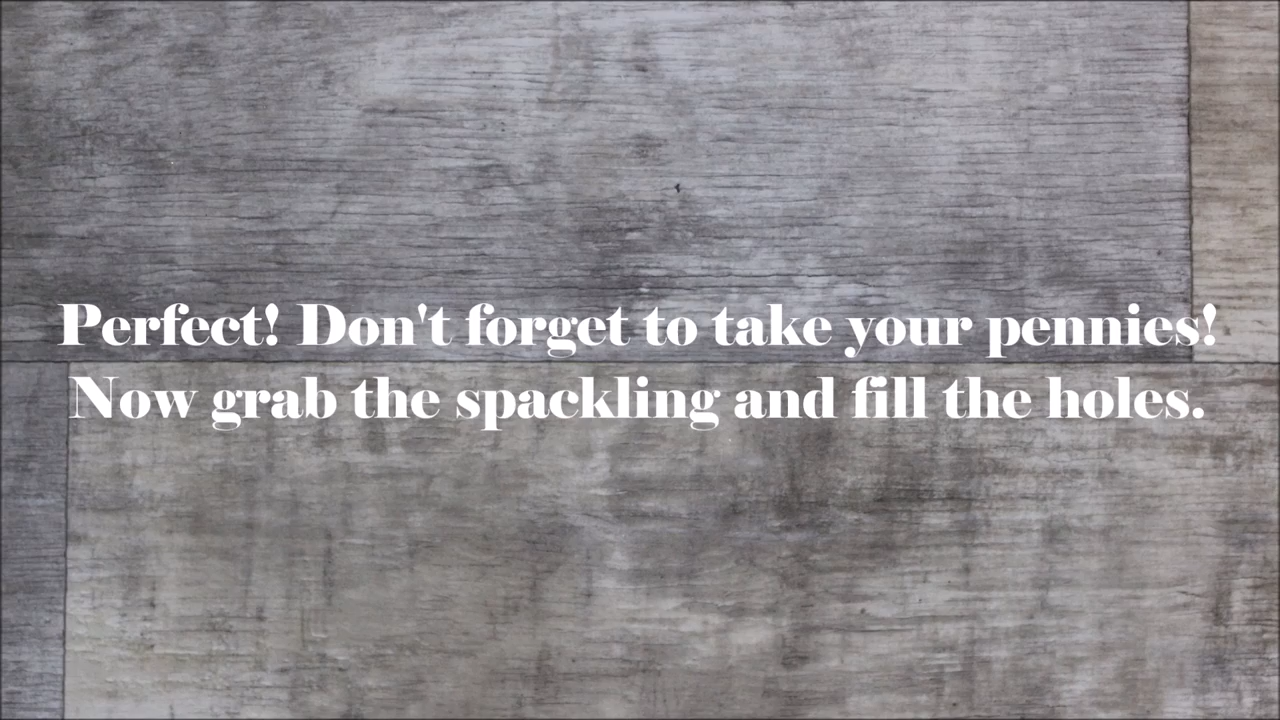 Perfect! Don't forget to take your pennies!
Now grab the spackling and fill the holes.